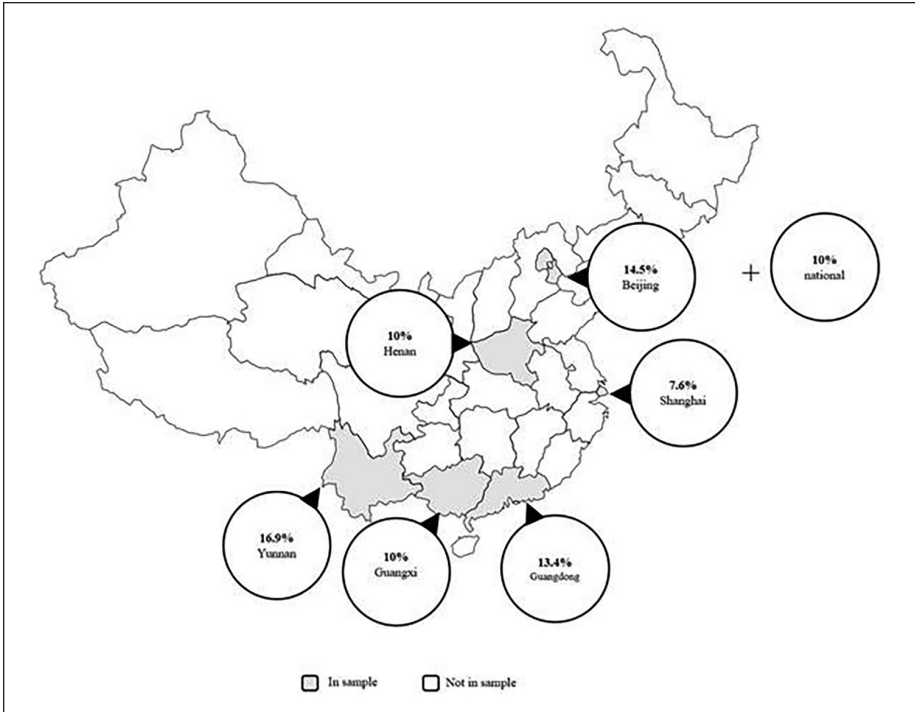 14.5%
Beijing
+
10%
national
10%
Henan
7.6%
Shanghai
16.9%
Yunnan
10%
Guangxi
13.4%
Guangdong
In sample
Not in sample